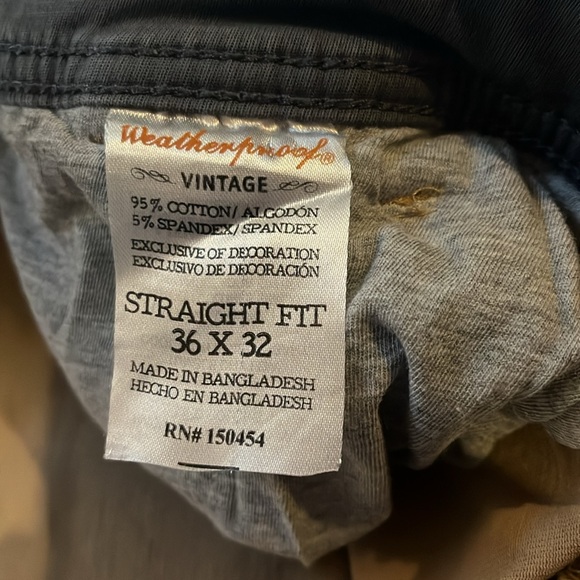 Weatherproof®
VINTAGE
95% COTTON/ALGODÓN
5% SPANDEX/SPANDEX
EXCLUSIVE OF DECORATION
EXCLUSIVO DE DECORACIÓN
STRAIGHT FIT
36 X 32
MADE IN BANGLADESH
HECHO EN BANGLADESH
RN# 150454